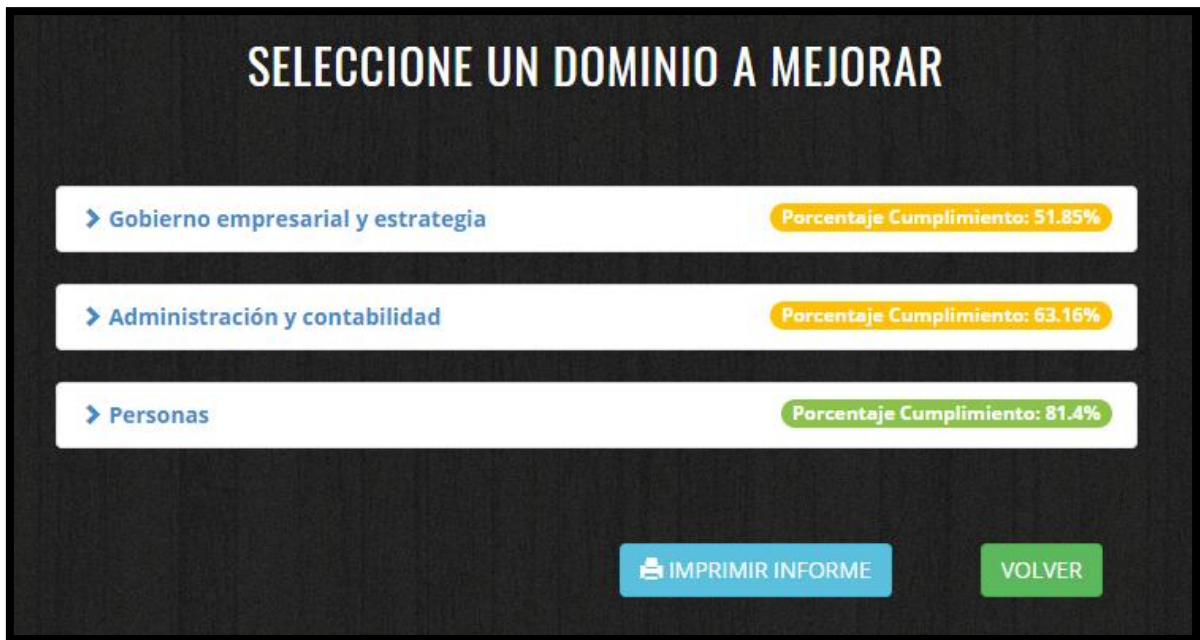 SELECCIONE UN DOMINIO A MEJORAR
Gobierno empresarial y estrategia Porcentaje Cumplimiento: 51.85%
Administración y contabilidad Porcentaje Cumplimiento: 63.16%
Personas Porcentaje Cumplimiento: 81.4%
IMPRIMIR INFORME VOLVER